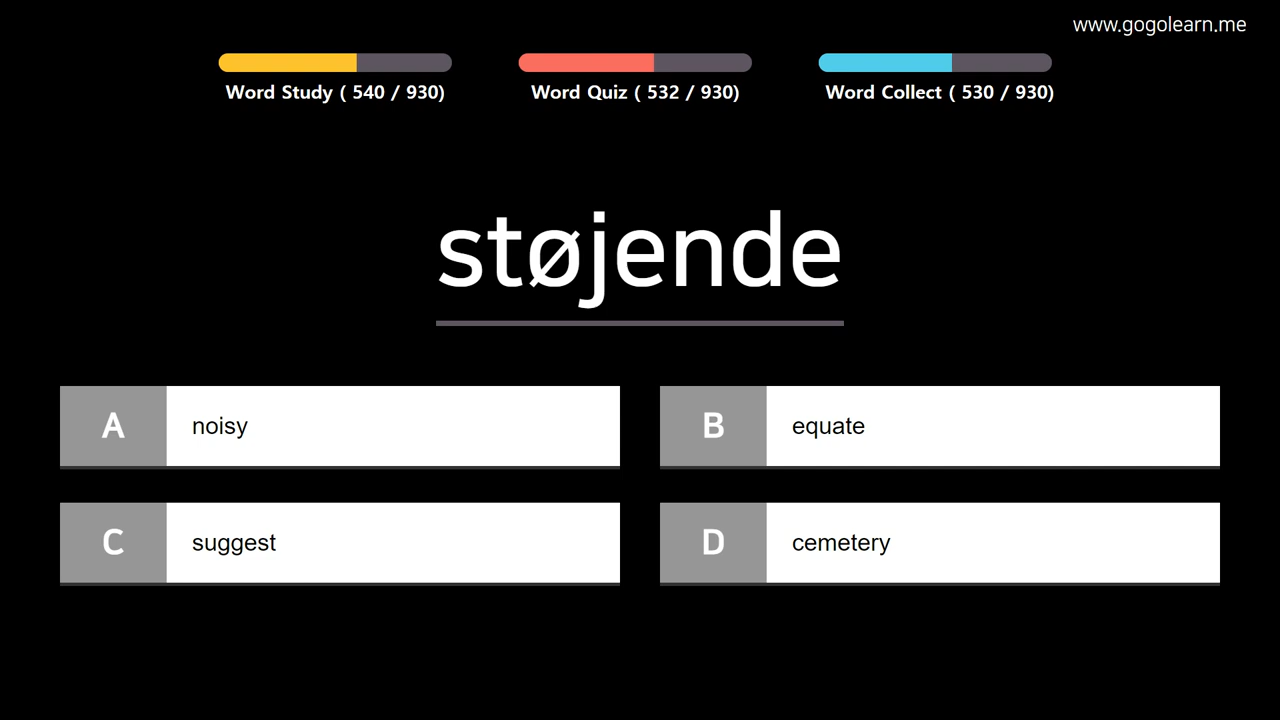 www.gogolearn.me
Word Study ( 540 / 930)
Word Quiz ( 532 / 930)
Word Collect ( 530 / 930)
støjende
A noisy
B equate
C suggest
D cemetery